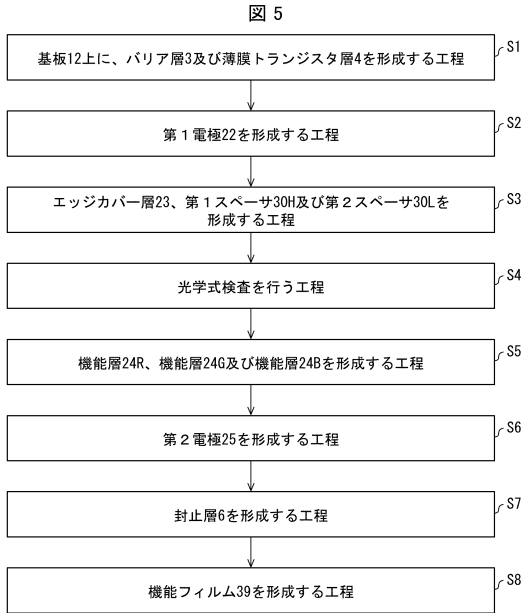 図5
基板12上に、バリア層3及び薄膜トランジスタ層4を形成する工程
S1
第1電極22を形成する工程
S2
エッジカバー層23、第1スペーサ30H及び第2スペーサ30Lを
形成する工程
S3
光学式検査を行う工程
S4
機能層24R、機能層24G及び機能層24Bを形成する工程
S5
第2電極25を形成する工程
S6
封止層6を形成する工程
S7
機能フィルム39を形成する工程
S8